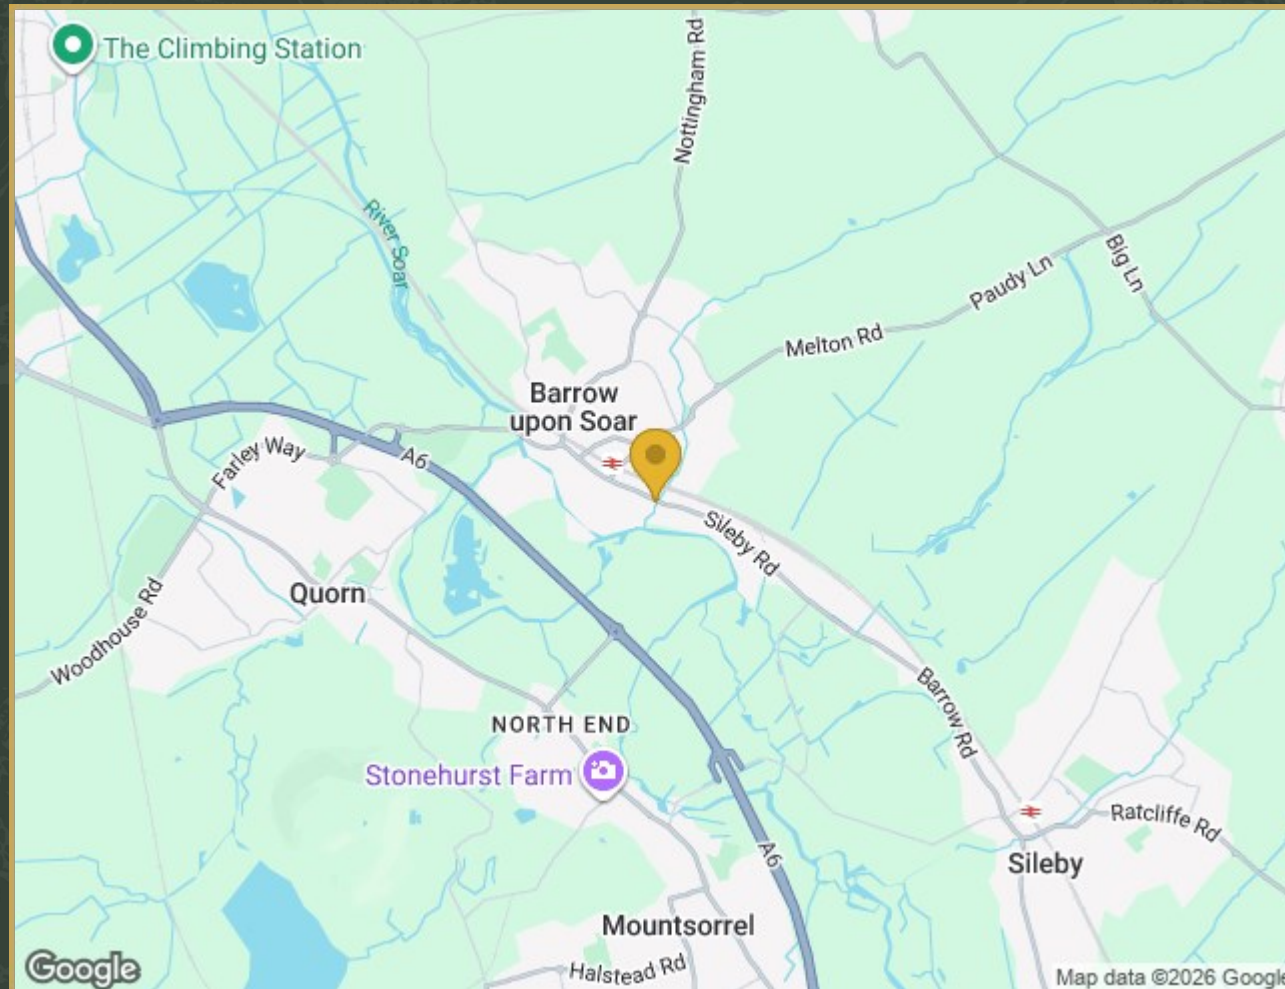 The Climbing Station
Nottingham Rd
River Soar
Big Ln
Paudy Ln
Melton Rd
Barrow
upon Soar
Farley Way
A6
Sileby Rd
Quorn
Woodhouse Rd
Barrow Rd
NORTH END
Stonehurst Farm
Ratcliffe Rd
A6
Sileby
Mountsorrel
Halstead Rd
Google
Map data ©2026 Google